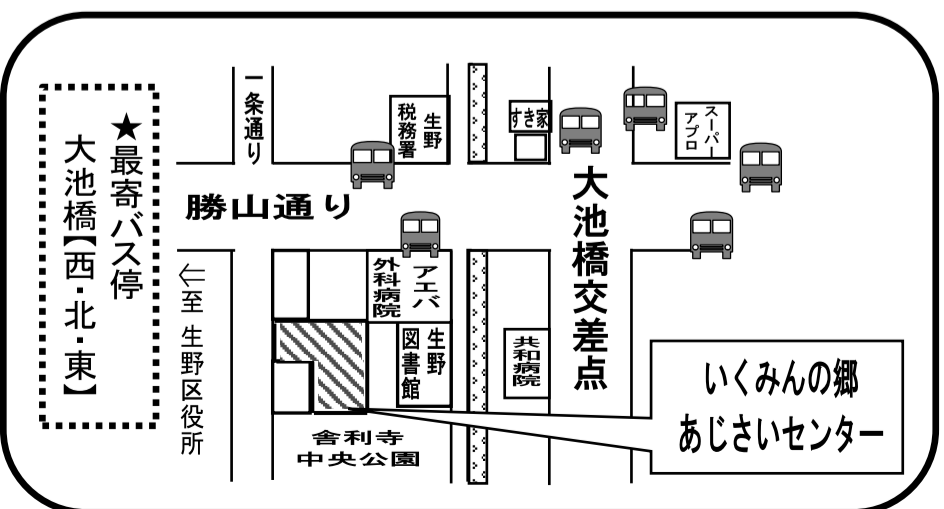 ★最寄バス停
大池橋【西・北・東】
一条通り
生野
税務署
すき家
スーパー
アプロ
勝山通り
大池橋交差点
←至 生野区役所
アエバ
外科病院
生野
図書館
共和病院
舎利寺
中央公園
いくみんの郷
あじさいセンター